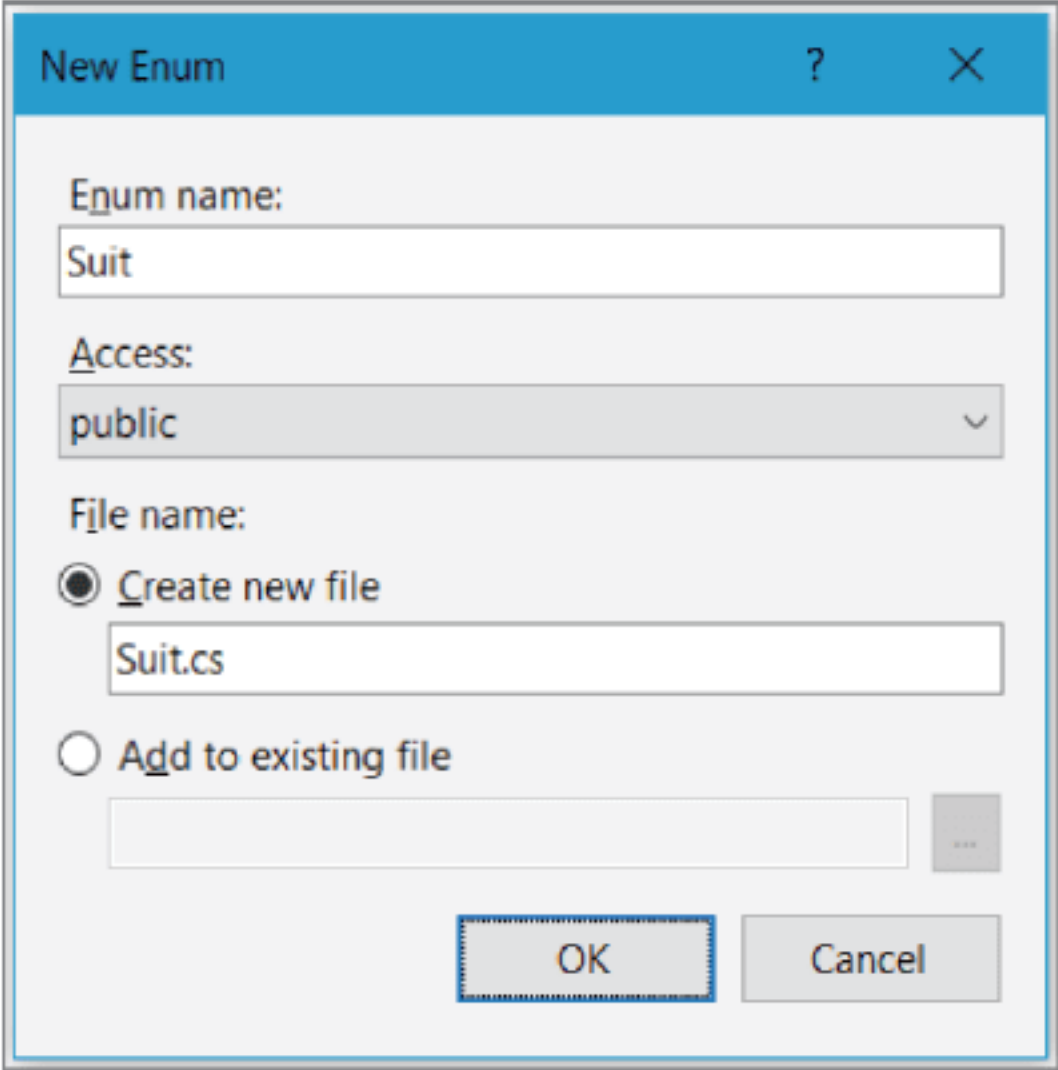 New Enum ?
Enum name:
Suit
Access:
public
File name:
Create new file
Suit.cs
Add to existing file
...
OK Cancel